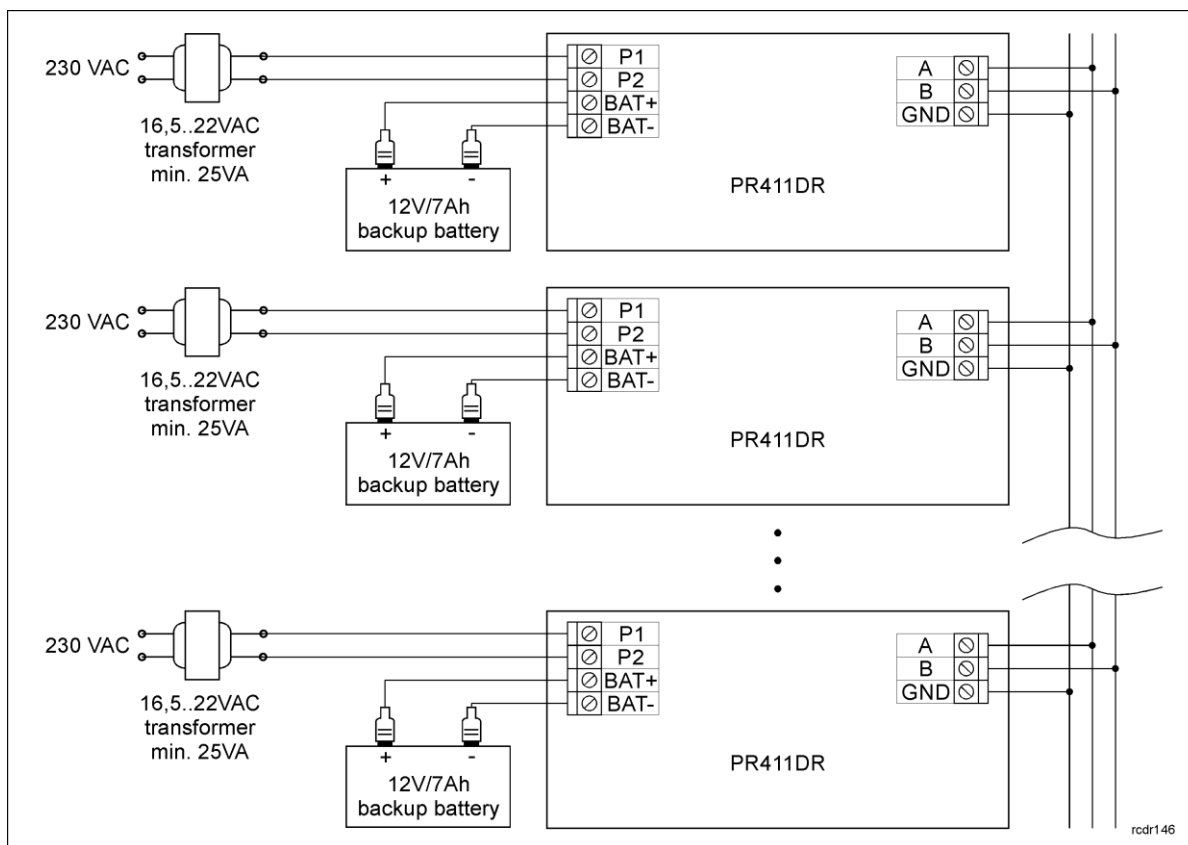 230 VAC
16,5..22VAC
transformer
min. 25VA
P1
P2
BAT+
BAT-
+ -
12V/7Ah
backup battery
PR411DR
A
B
GND
230 VAC
16,5..22VAC
transformer
min. 25VA
P1
P2
BAT+
BAT-
+ -
12V/7Ah
backup battery
PR411DR
A
B
GND
230 VAC
16,5..22VAC
transformer
min. 25VA
P1
P2
BAT+
BAT-
+ -
12V/7Ah
backup battery
PR411DR
A
B
GND
rcdr146